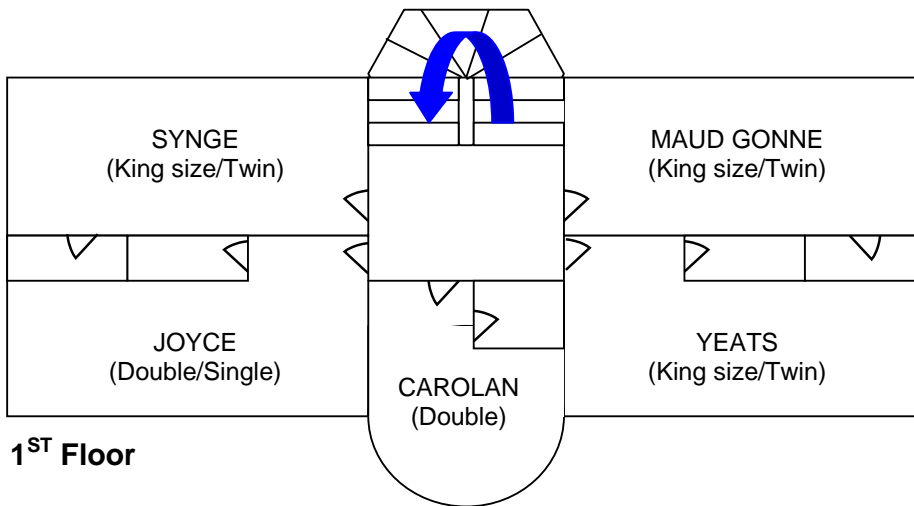 SYNGE
(King size/Twin)
MAUD GONNE
(King size/Twin)
JOYCE
(Double/Single)
CAROLAN
(Double)
YEATS
(King size/Twin)
1ST Floor